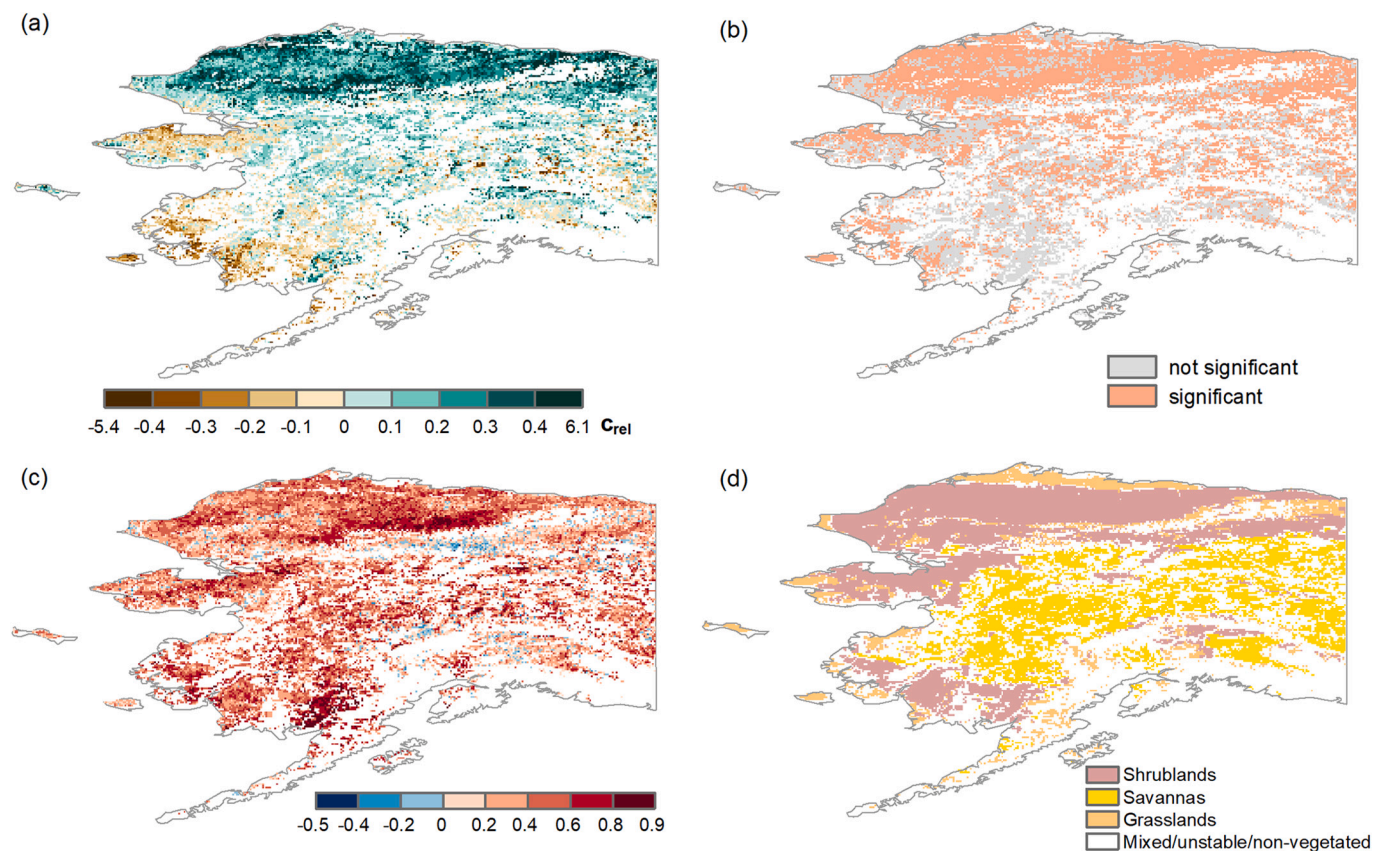 (a)
(b)
-5.4 -0.4 -0.3 -0.2 -0.1 0 0.1 0.2 0.3 0.4 6.1 crel
not significant
significant
(c)
(d)
-0.5 -0.4 -0.2 0 0.2 0.4 0.6 0.8 0.9
Shrublands
Savannas
Grasslands
Mixed/unstable/non-vegetated